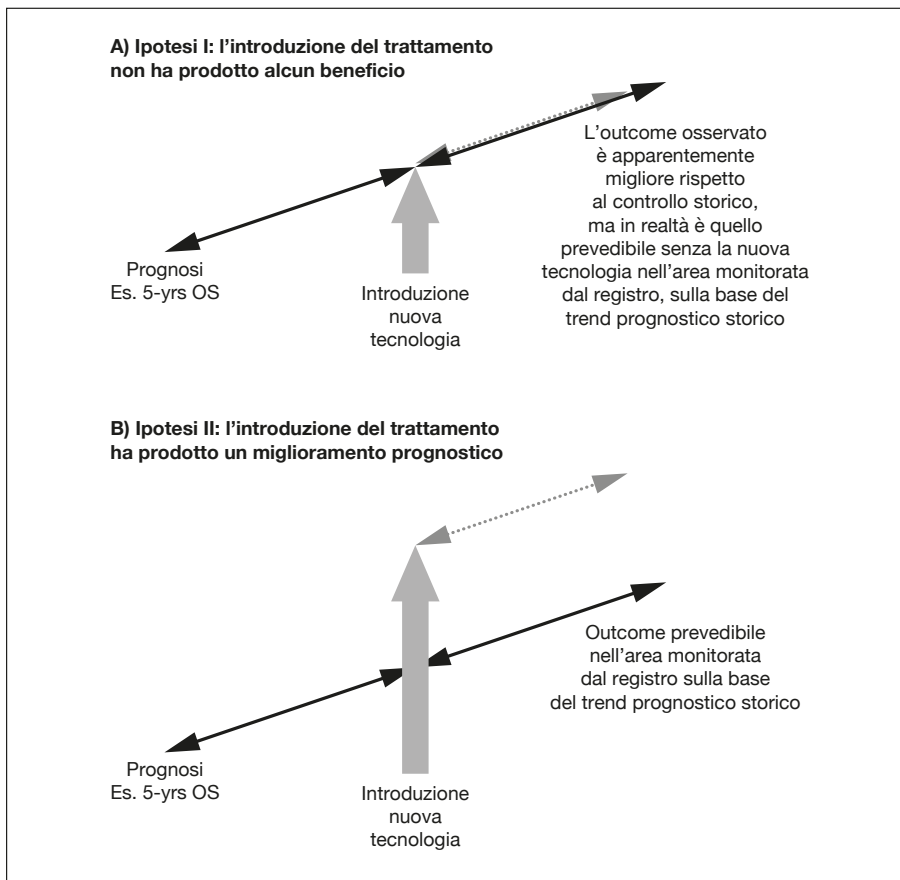 A) Ipotesi I: l’introduzione del trattamento
non ha prodotto alcun beneficio
L’outcome osservato
è apparentemente
migliore rispetto
al controllo storico,
ma in realtà è quello
prevedibile senza la nuova
tecnologia nell’area monitorata
dal registro, sulla base del
trend prognostico storico
Prognosi
Es. 5-yrs OS
Introduzione
nuova
tecnologia
B) Ipotesi II: l’introduzione del trattamento
ha prodotto un miglioramento prognostico
Outcome prevedibile
nell’area monitorata
dal registro sulla base
del trend prognostico storico
Prognosi
Es. 5-yrs OS
Introduzione
nuova
tecnologia